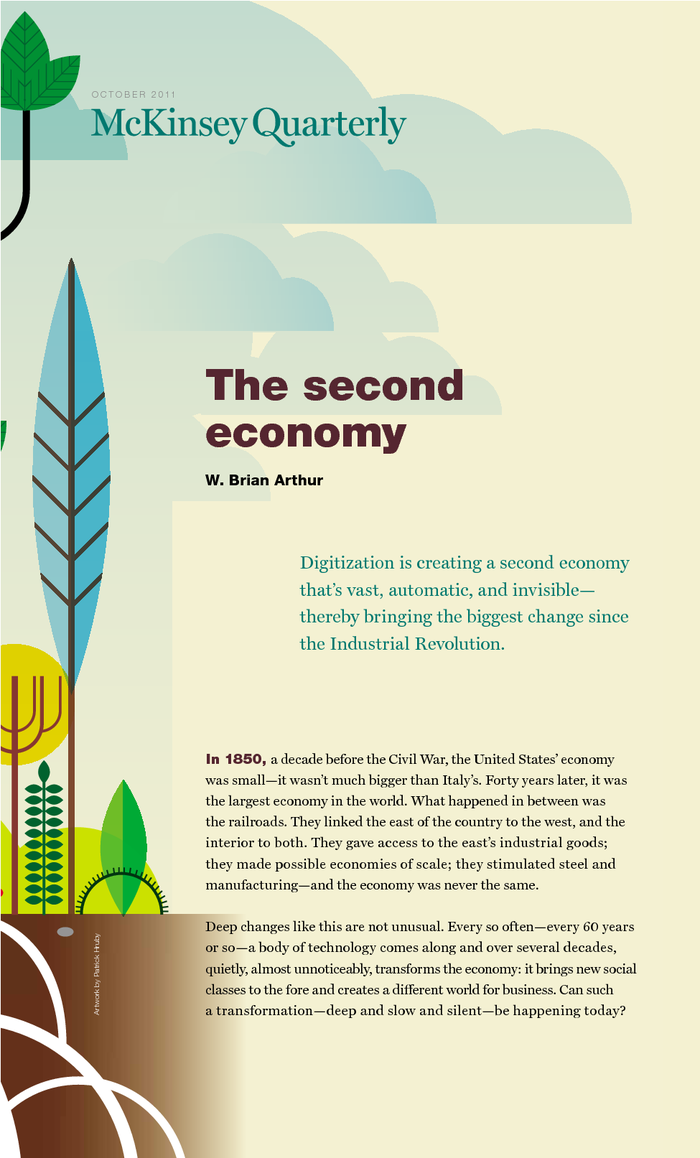 OCTOBER 2011
McKinsey Quarterly
The second
economy
W. Brian Arthur
Digitization is creating a second economy
that’s vast, automatic, and invisible—
thereby bringing the biggest change since
the Industrial Revolution.
In 1850, a decade before the Civil War, the United States’ economy
was small—it wasn’t much bigger than Italy’s. Forty years later, it was
the largest economy in the world. What happened in between was
the railroads. They linked the east of the country to the west, and the
interior to both. They gave access to the east’s industrial goods;
they made possible economies of scale; they stimulated steel and
manufacturing—and the economy was never the same.
Deep changes like this are not unusual. Every so often—every 60 years
or so—a body of technology comes along and over several decades,
quietly, almost unnoticeably, transforms the economy: it brings new social
classes to the fore and creates a different world for business. Can such
a transformation—deep and slow and silent—be happening today?
Artwork by Patrick Hruby